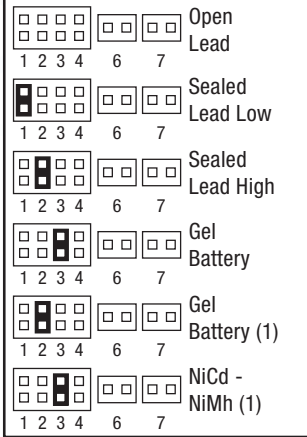 Open
Lead
1 2 3 4 6 7
Sealed
Lead Low
1 2 3 4 6 7
Sealed
Lead High
1 2 3 4 6 7
Gel
Battery
1 2 3 4 6 7
Gel
Battery (1)
1 2 3 4 6 7
NiCd -
NiMh (1)
1 2 3 4 6 7